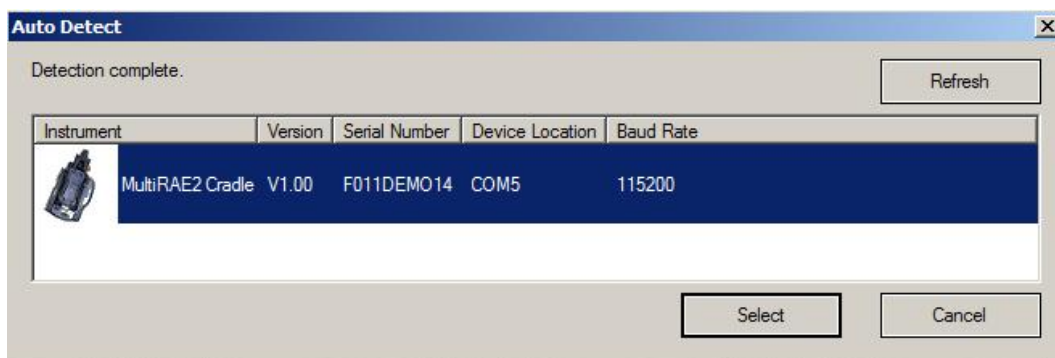 Auto Detect
Detection complete.
Refresh
Instrument Version Serial Number Device Location Baud Rate
MultiRAE2 Cradle V1.00 F011DEMO14 COM5 115200
Select Cancel